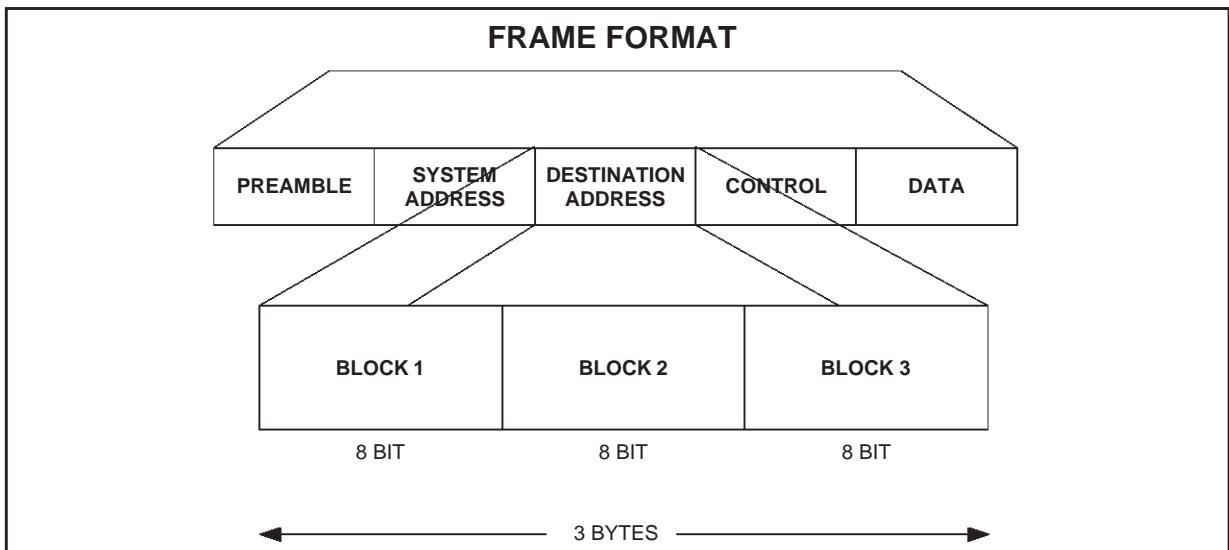 FRAME FORMAT
PREAMBLE
SYSTEM
ADDRESS
DESTINATION
ADDRESS
CONTROL
DATA
BLOCK 1
BLOCK 2
BLOCK 3
8 BIT
8 BIT
8 BIT
3 BYTES